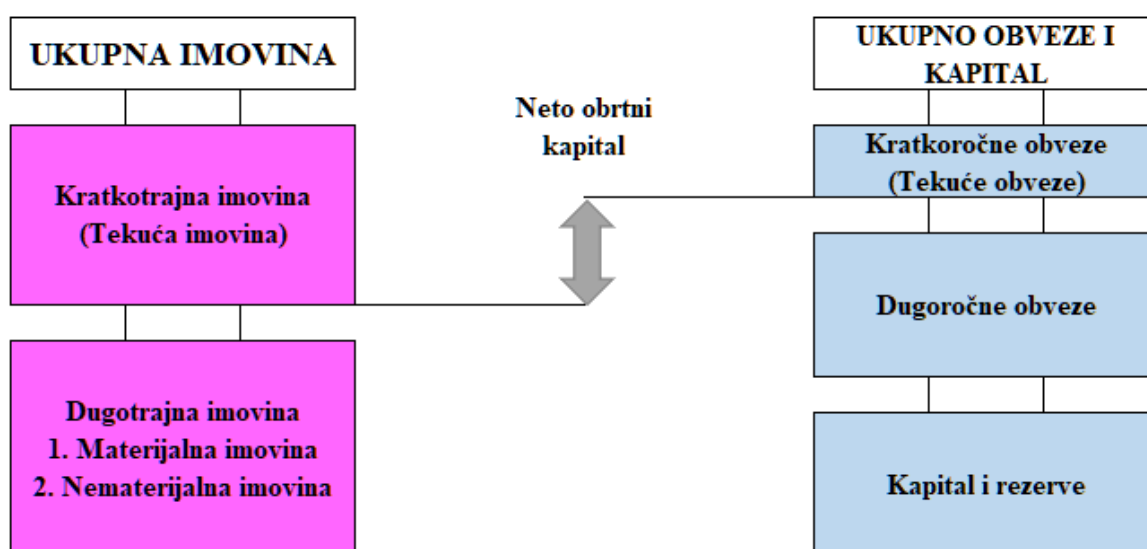 UKUPNA IMOVINA
Kratkotrajna imovina
(Tekuća imovina)
Dugotrajna imovina
1. Materijalna imovina
2. Nematerijalna imovina
Neto obrtni
kapital
UKUPNO OBVEZE I
KAPITAL
Kratkoročne obveze
(Tekuće obveze)
Dugoročne obveze
Kapital i rezerve